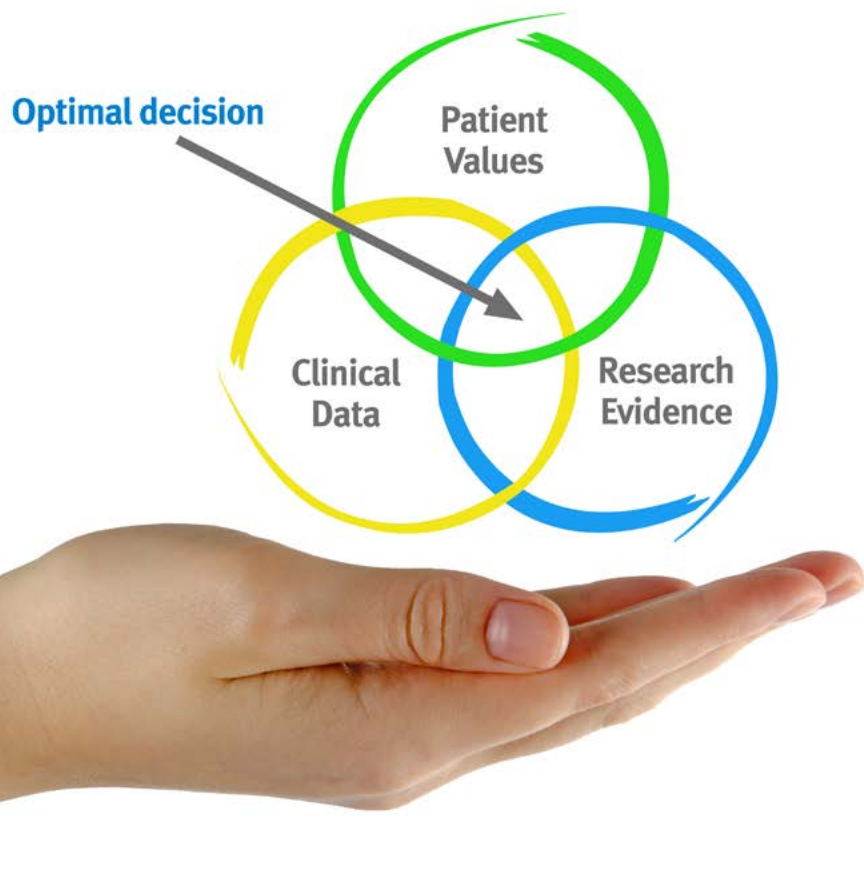 Optimal decision
Patient
Values
Clinical
Data
Research
Evidence